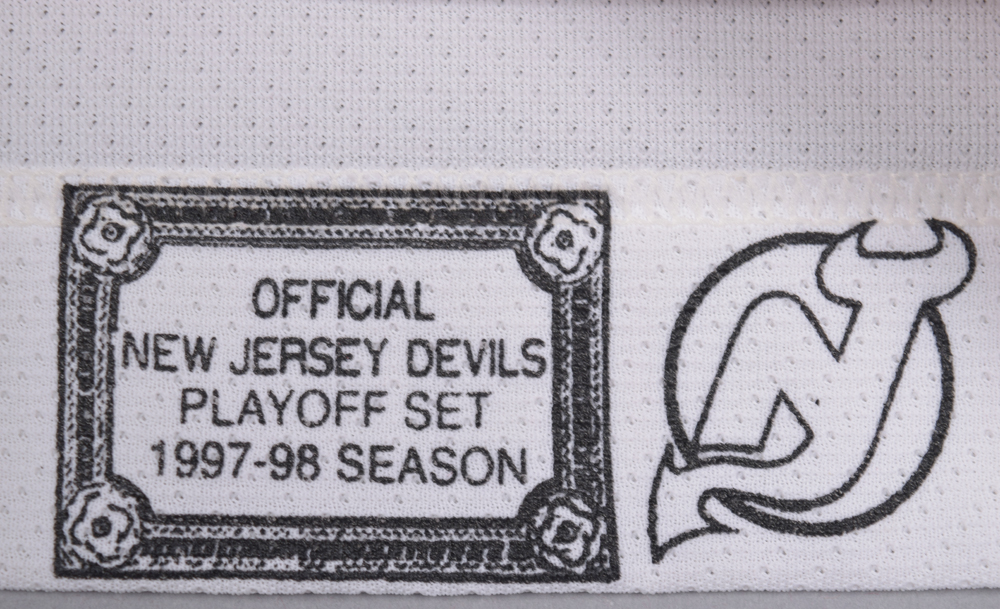 OFFICIAL
NEW JERSEY DEVILS
PLAYOFF SET
1997-98 SEASON